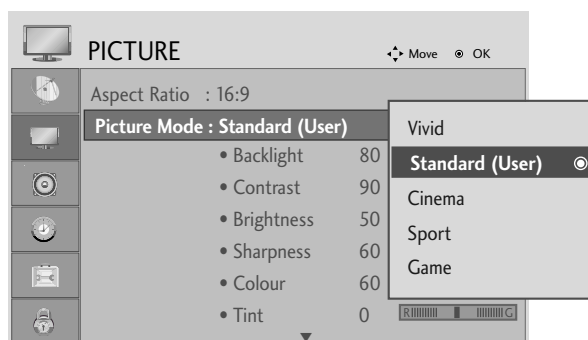 PICTURE
Move OK
Aspect Ratio : 16:9
Picture Mode : Standard (User)
• Backlight 80
• Contrast 90
• Brightness 50
• Sharpness 60
• Colour 60
• Tint 0 R G
Vivid
Standard (User)
Cinema
Sport
Game